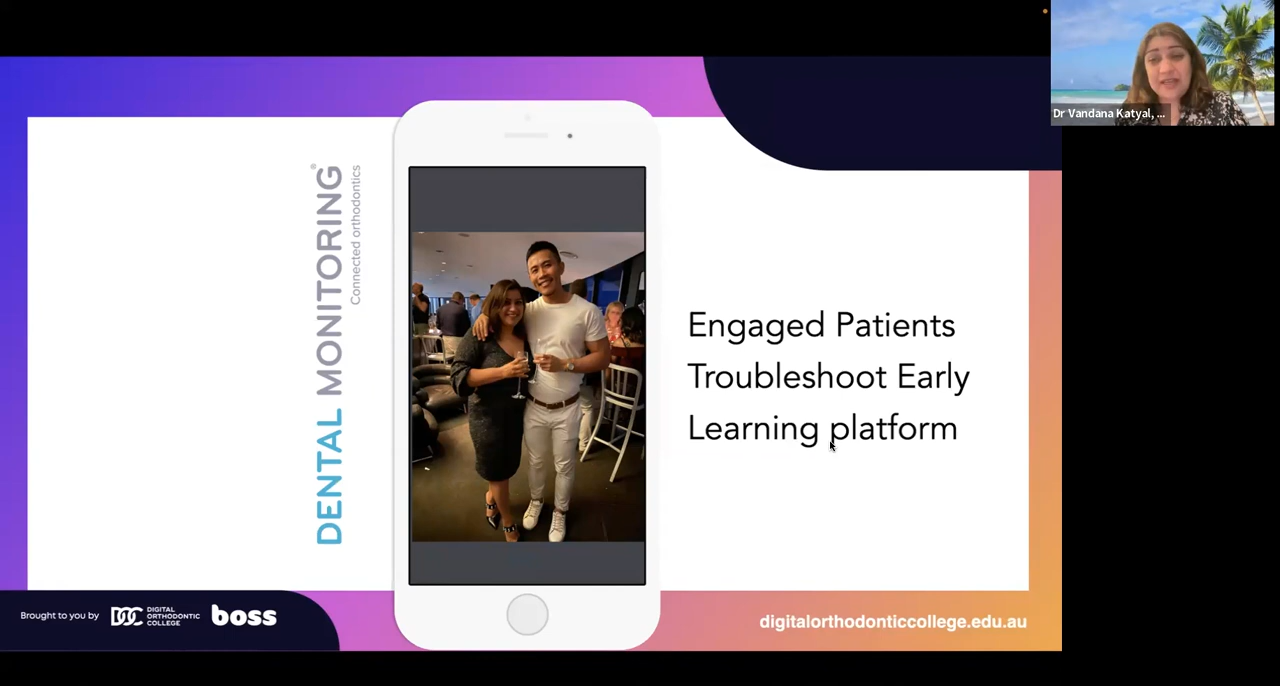 Dr Vandana Katyal, ...
DENTAL MONITORING
Connected orthodontics
Engaged Patients
Troubleshoot Early
Learning platform
Brought to you by
DOC
DIGITAL
ORTHODONTIC
COLLEGE
boss
digitalorthodonticcollege.edu.au